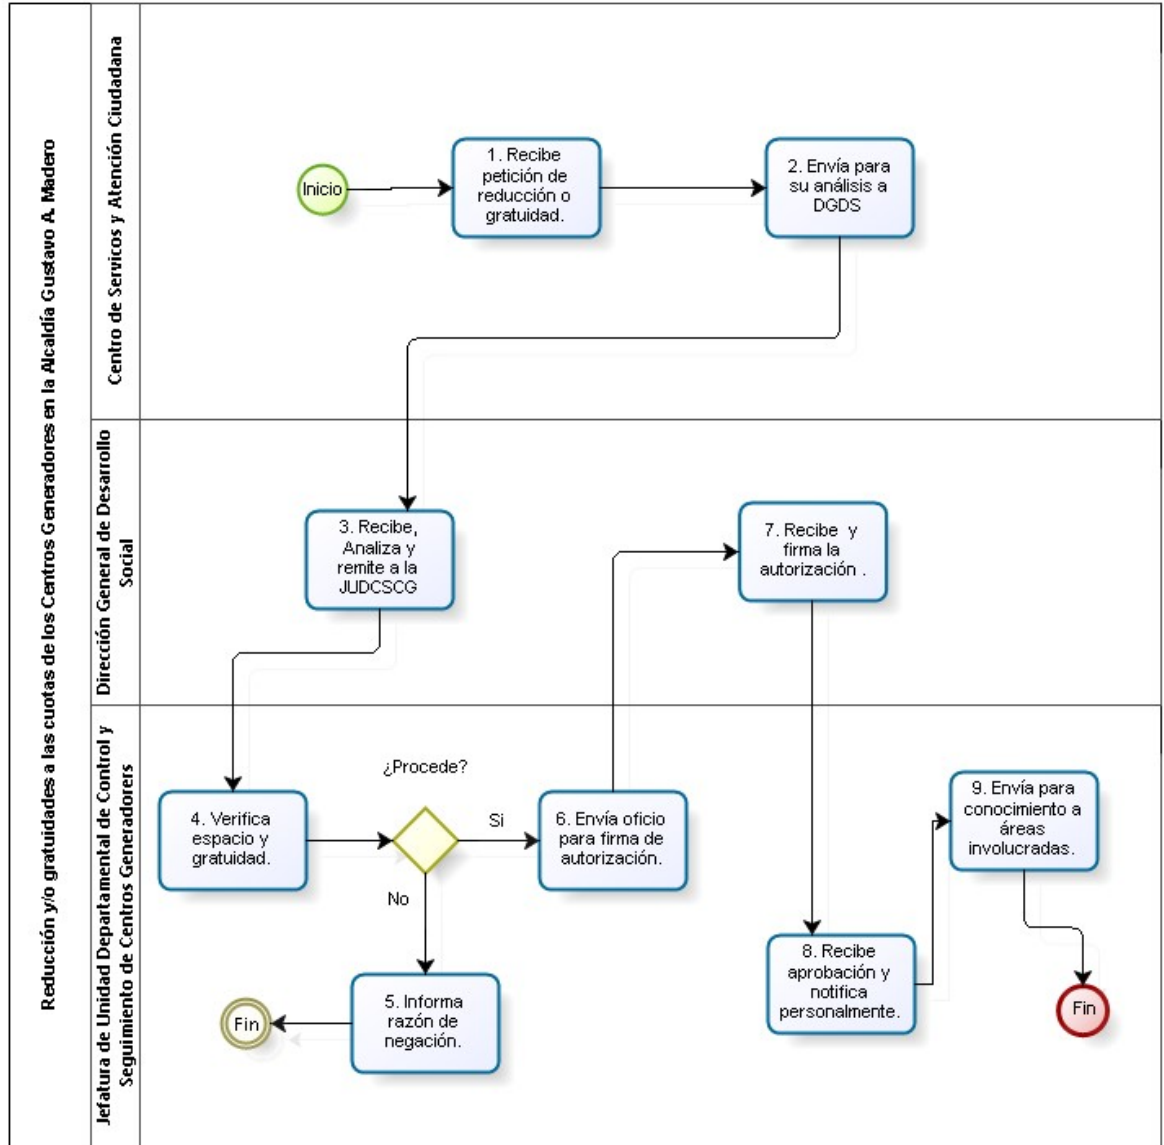 Reducción y/o gratuidades a las cuotas de los Centros Generadores en la Alcaldía Gustavo A. Madero
Centro de Servicos y Atención Ciudadana
Inicio
1. Recibe
petición de
reducción o
gratuidad.
2. Envía para
su análisis a
DGDS
Dirección General de Desarrollo
Social
3. Recibe,
Analiza y
remite a la
JUDCSCG
7. Recibe y
firma la
autorización .
Jefatura de Unidad Departamental de Control y
Seguimiento de Centros Generadorers
4. Verifica
espacio y
gratuidad.
¿Procede?
Si
No
5. Informa
razón de
negación.
Fin
6. Envía oficio
para firma de
autorización.
8. Recibe
aprobación y
notifica
personalmente.
9. Envía para
conocimiento a
áreas
involucradas.
Fin